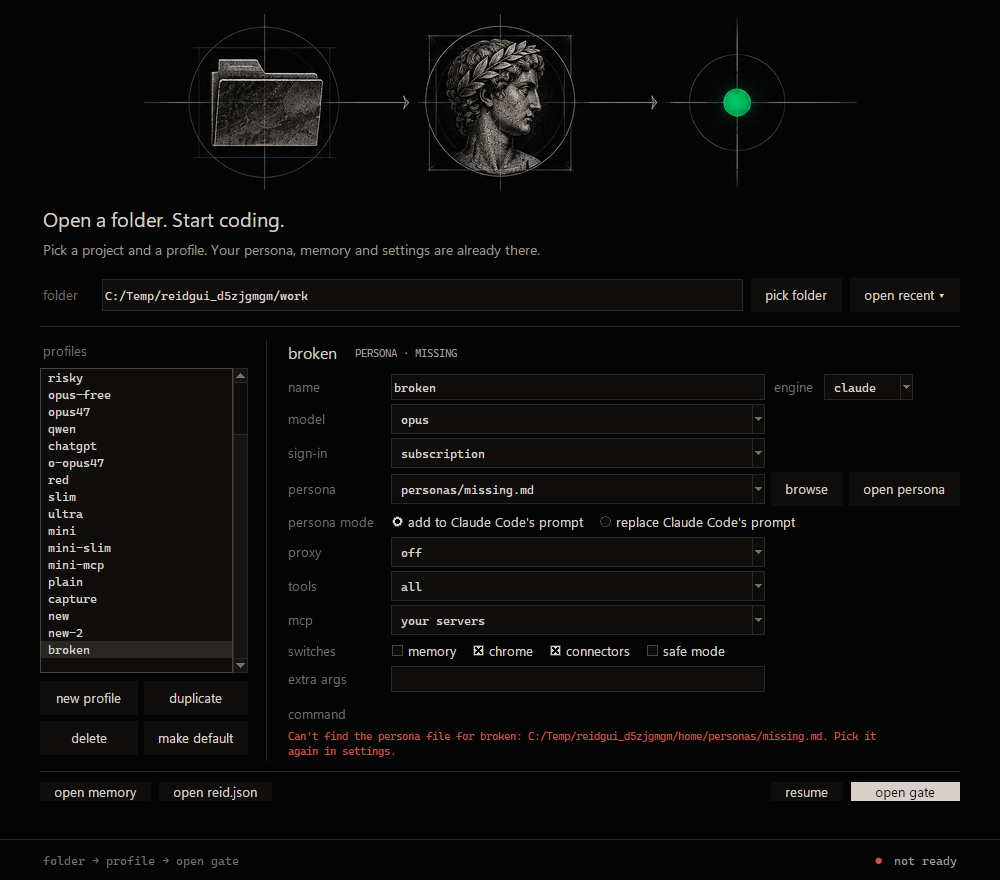 Open a folder. Start coding.
Pick a project and a profile. Your persona, memory and settings are already there.
folder C:/Temp/reidgui_d5zjgmgm/work pick folder open recent ▾
profiles
risky
opus-free
opus47
qwen
chatgpt
o-opus47
red
slim
ultra
mini
mini-slim
mini-mcp
plain
capture
new
new-2
broken
new profile duplicate
delete make default
broken PERSONA · MISSING
name broken engine claude
model opus
sign-in subscription
persona personas/missing.md browse open persona
persona mode add to Claude Code's prompt replace Claude Code's prompt
proxy off
tools all
mcp your servers
switches memory chrome connectors safe mode
extra args
command
Can't find the persona file for broken: C:/Temp/reidgui_d5zjgmgm/home/personas/missing.md. Pick it
again in settings.
open memory open reid.json resume open gate
folder → profile → open gate not ready